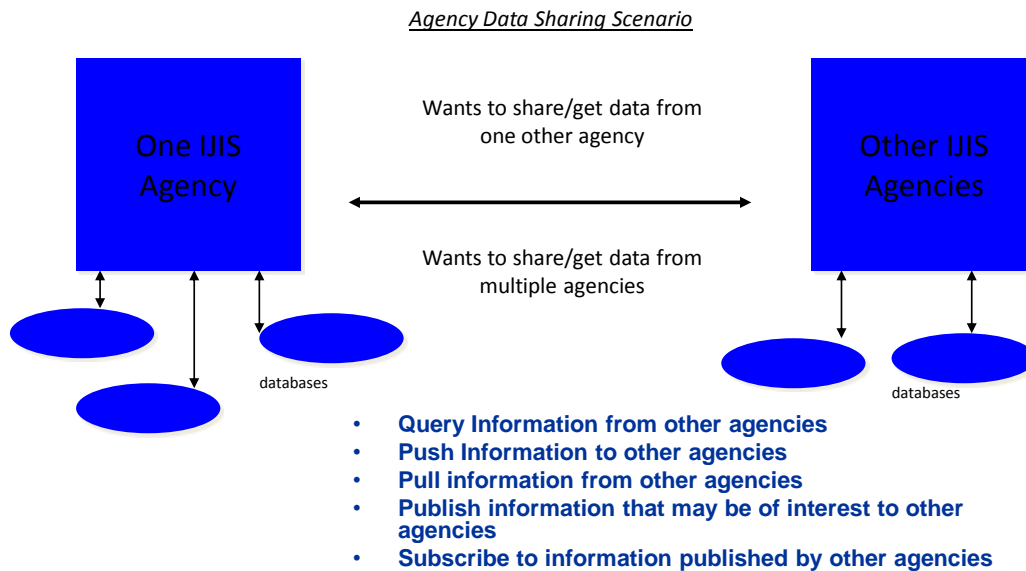 Agency Data Sharing Scenario
One IJIS
Agency
Wants to share/get data from
one other agency
Other IJIS
Agencies
Wants to share/get data from
multiple agencies
databases
databases
• Query Information from other agencies
• Push Information to other agencies
• Pull information from other agencies
• Publish information that may be of interest to other
agencies
• Subscribe to information published by other agencies